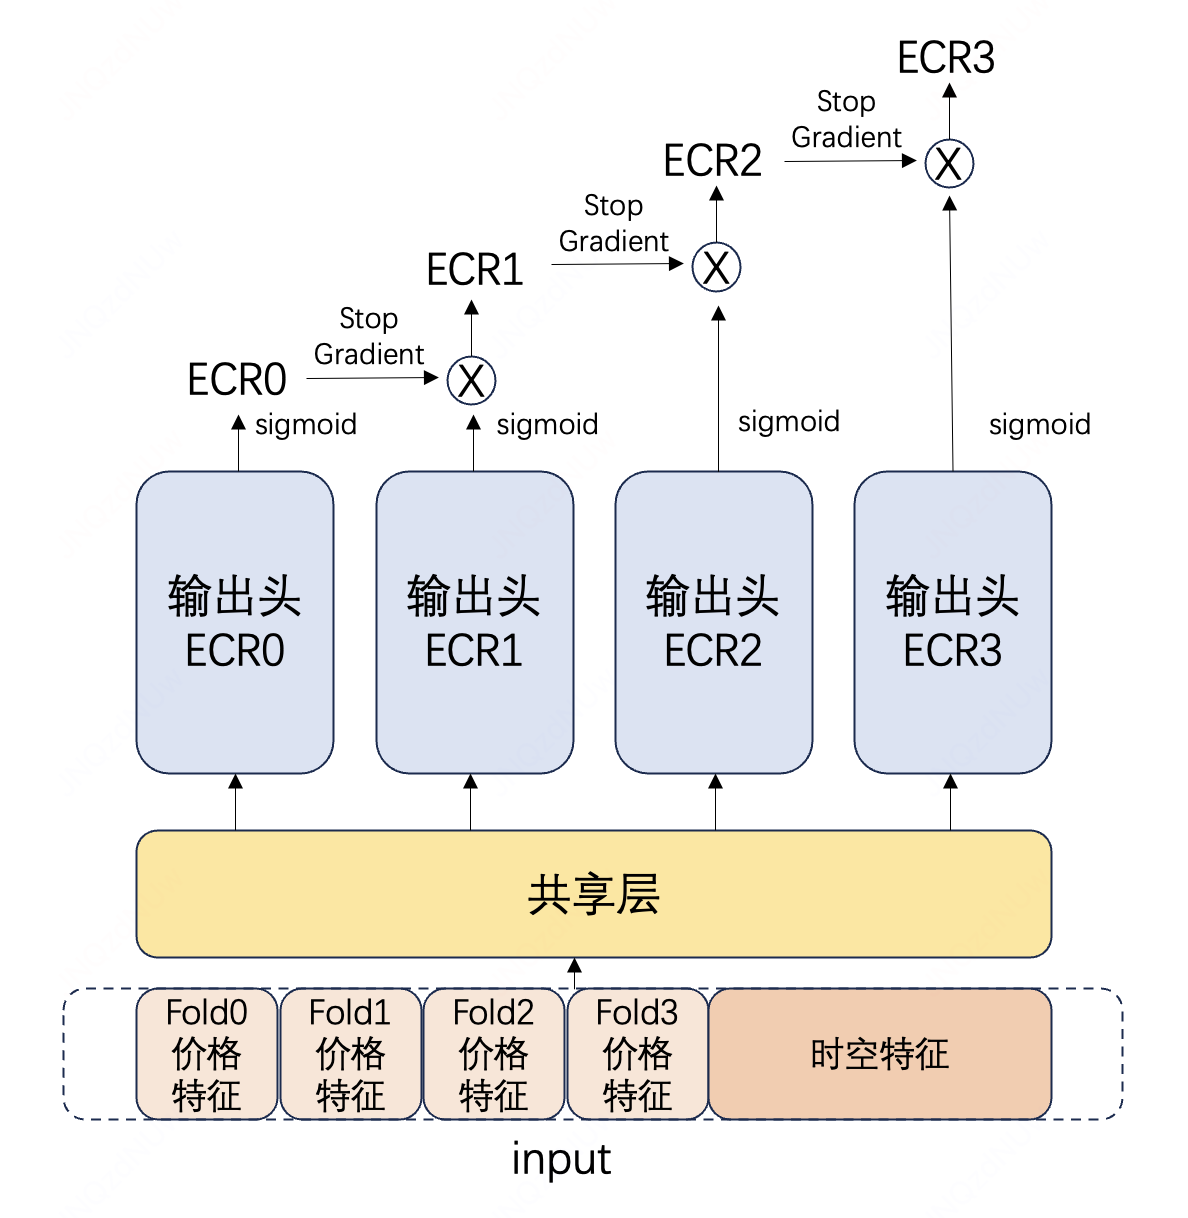 ECR3
Stop
Gradient
X
ECR2
Stop
Gradient
X
ECR1
Stop
Gradient
X
ECR0
sigmoid
sigmoid
sigmoid
sigmoid
输出头
ECR0
输出头
ECR1
输出头
ECR2
输出头
ECR3
共享层
Fold0
价格
特征
Fold1
价格
特征
Fold2
价格
特征
Fold3
价格
特征
时空特征
input